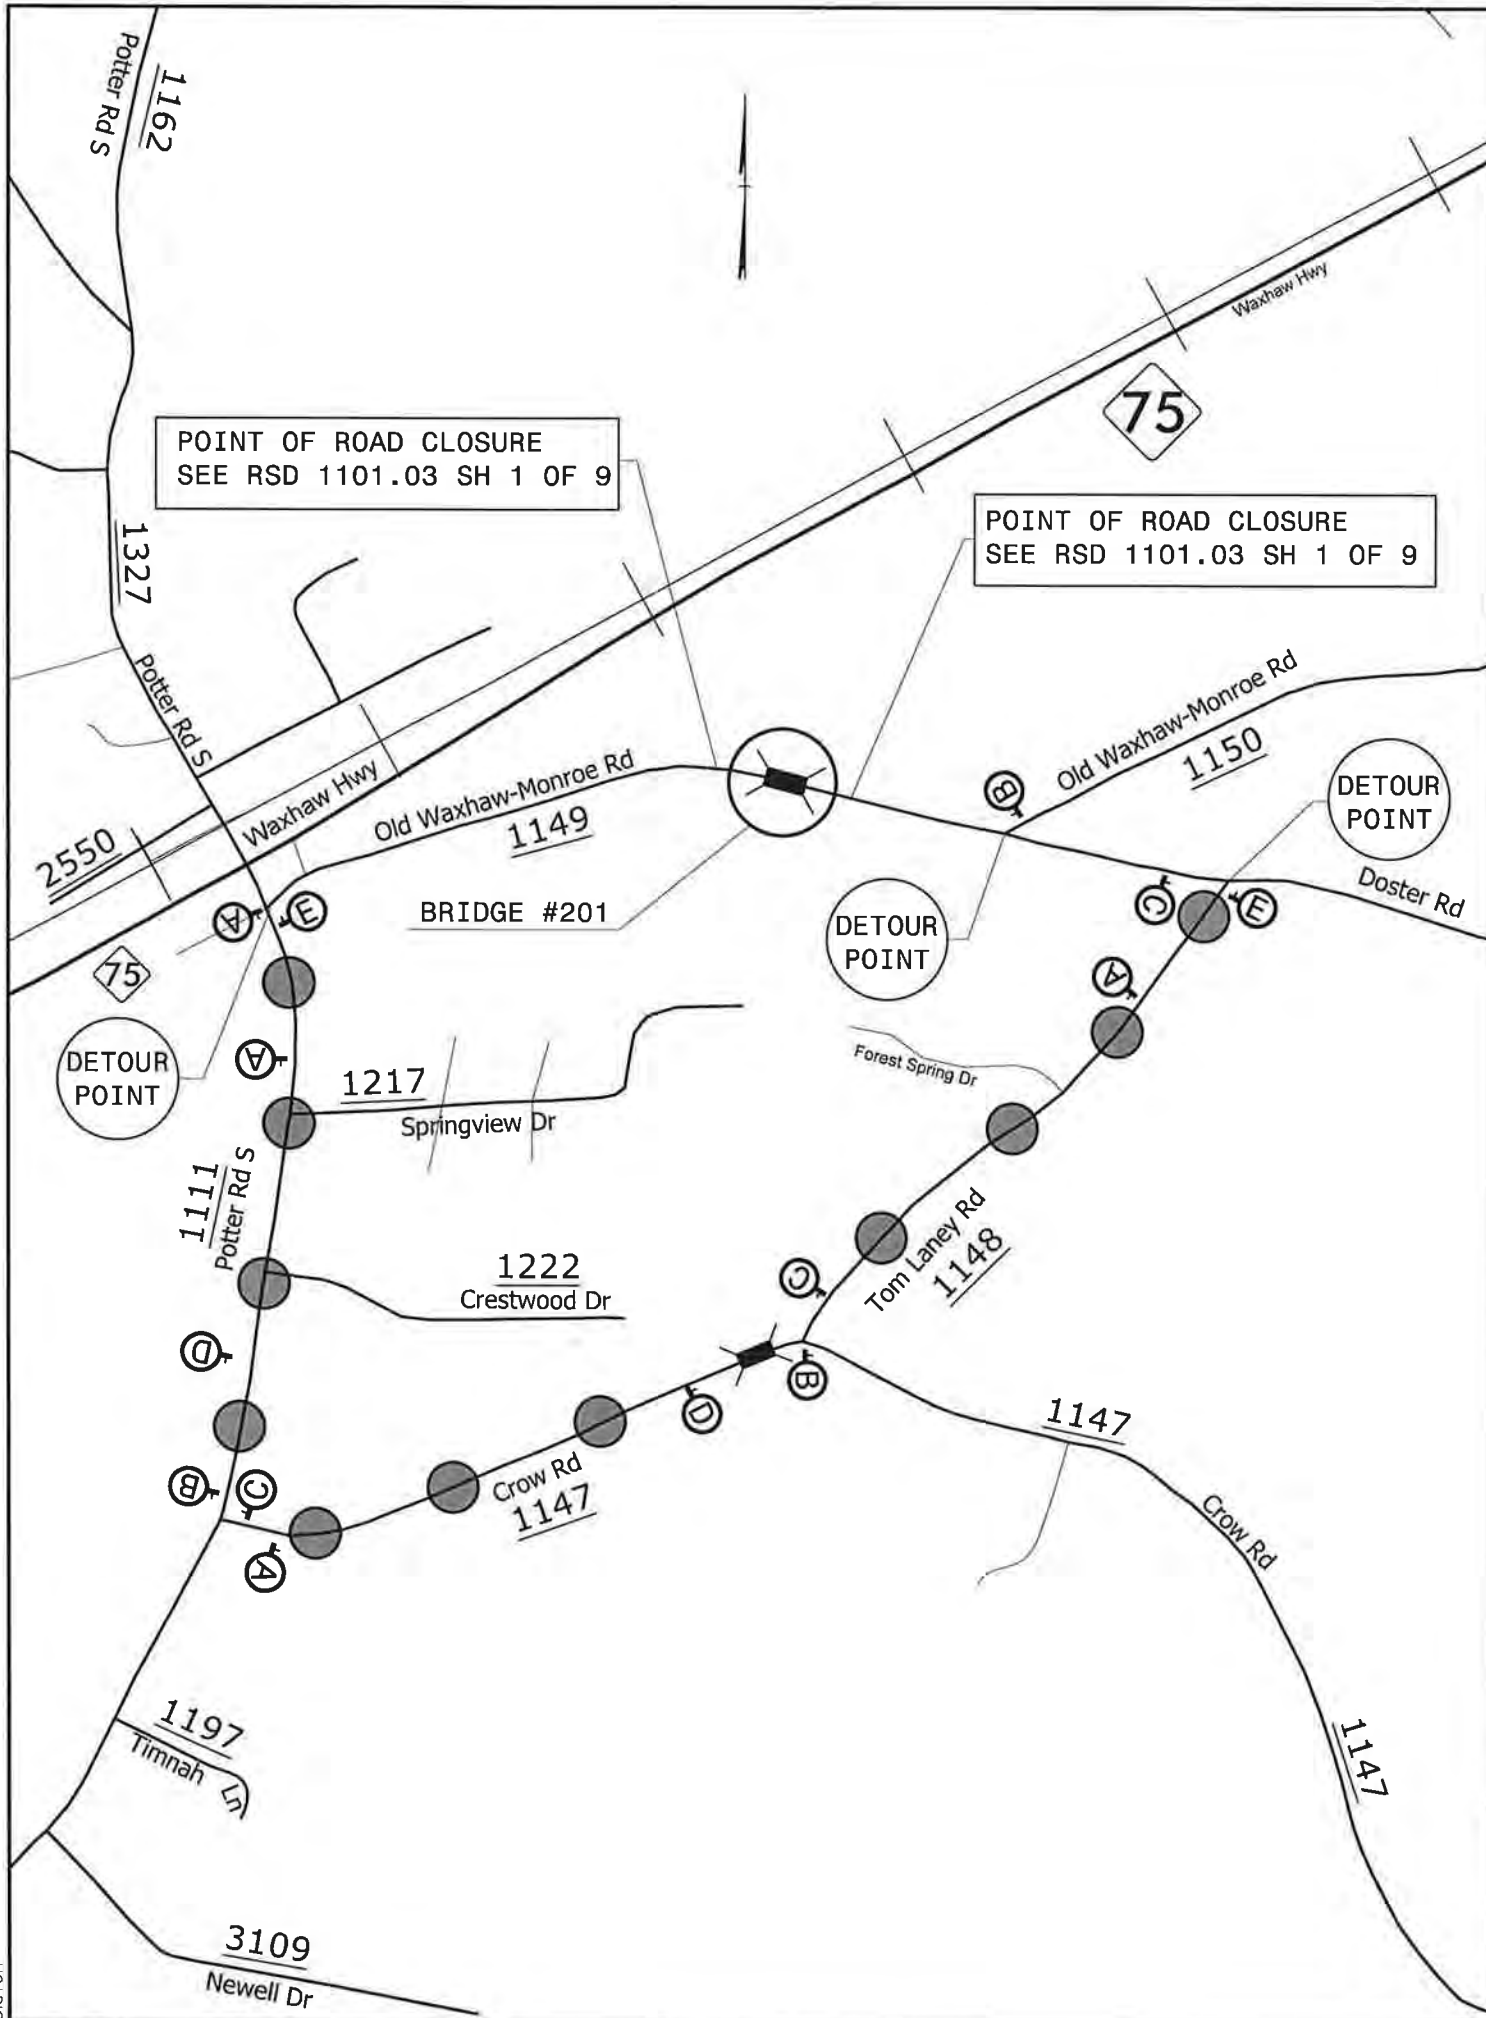 Potter Rd S
1162
Waxhaw Hwy
75
POINT OF ROAD CLOSURE
SEE RSD 1101.03 SH 1 OF 9
POINT OF ROAD CLOSURE
SEE RSD 1101.03 SH 1 OF 9
1327
Potter Rd S
Old Waxhaw-Monroe Rd
1150
DETOUR
POINT
Waxhaw Hwy
Old Waxhaw-Monroe Rd
1149
B
2550
BRIDGE #201
DETOUR
POINT
C
E
Doster Rd
A
E
75
A
DETOUR
POINT
A
1217
Springview Dr
Forest Spring Dr
1111
Potter Rd S
1222
Crestwood Dr
C
Tom Laney Rd
1148
D
D
B
1147
B
C
Crow Rd
1147
A
Crow Rd
1197
Timnah Ln
1147
3109
Newell Dr